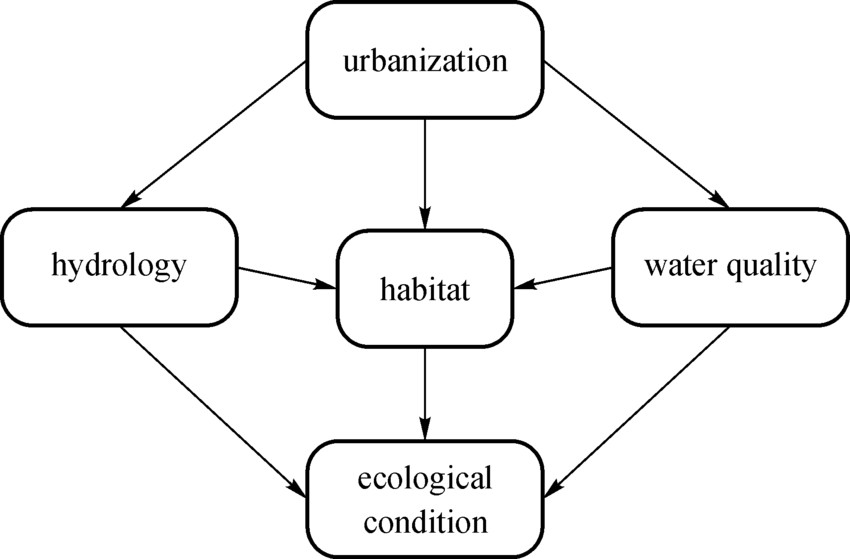 urbanization
hydrology
habitat
water quality
ecological
condition